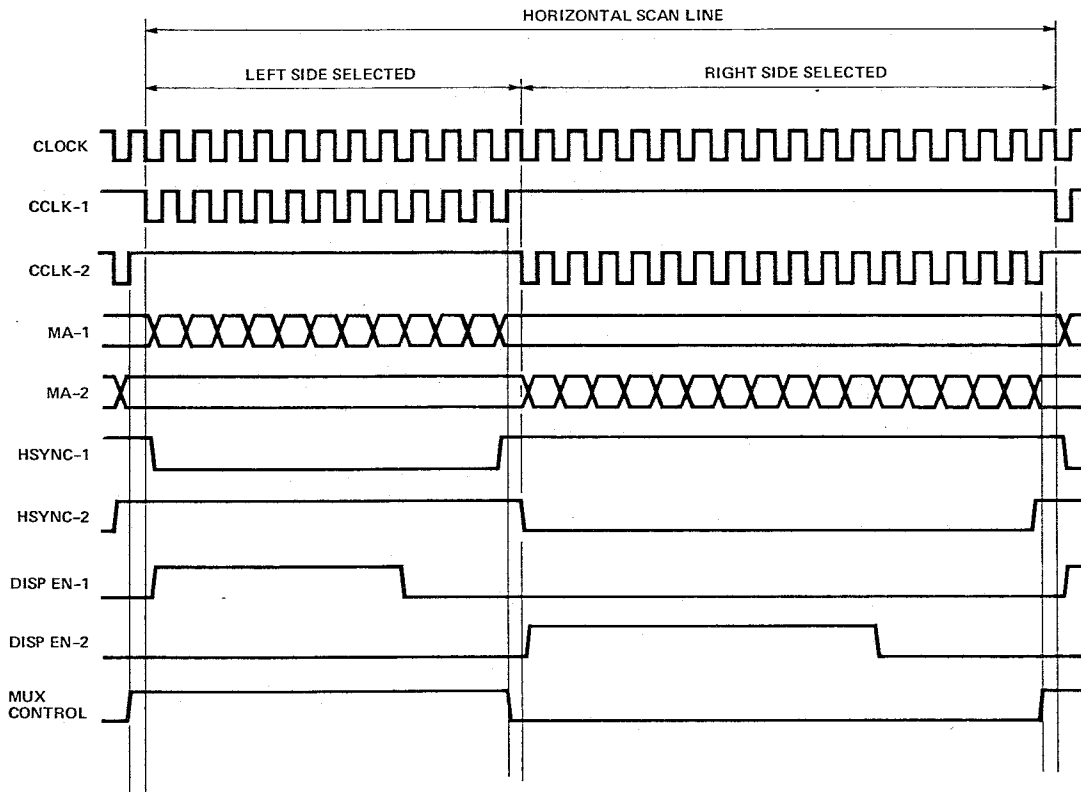 HORIZONTAL SCAN LINE
LEFT SIDE SELECTED
RIGHT SIDE SELECTED
CLOCK
CCLK-1
CCLK-2
MA-1
MA-2
HSYNC-1
HSYNC-2
DISP EN-1
DISP EN-2
MUX
CONTROL